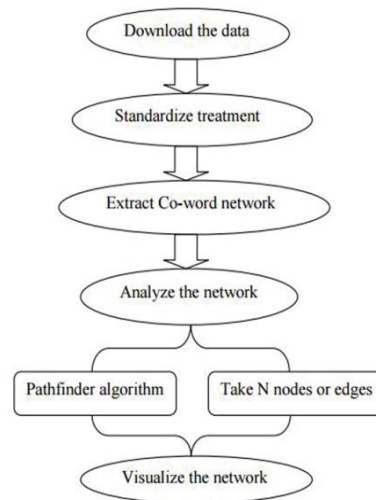 Download the data
Standardize treatment
Extract Co-word network
Analyze the network
Pathfinder algorithm
Take N nodes or edges
Visualize the network